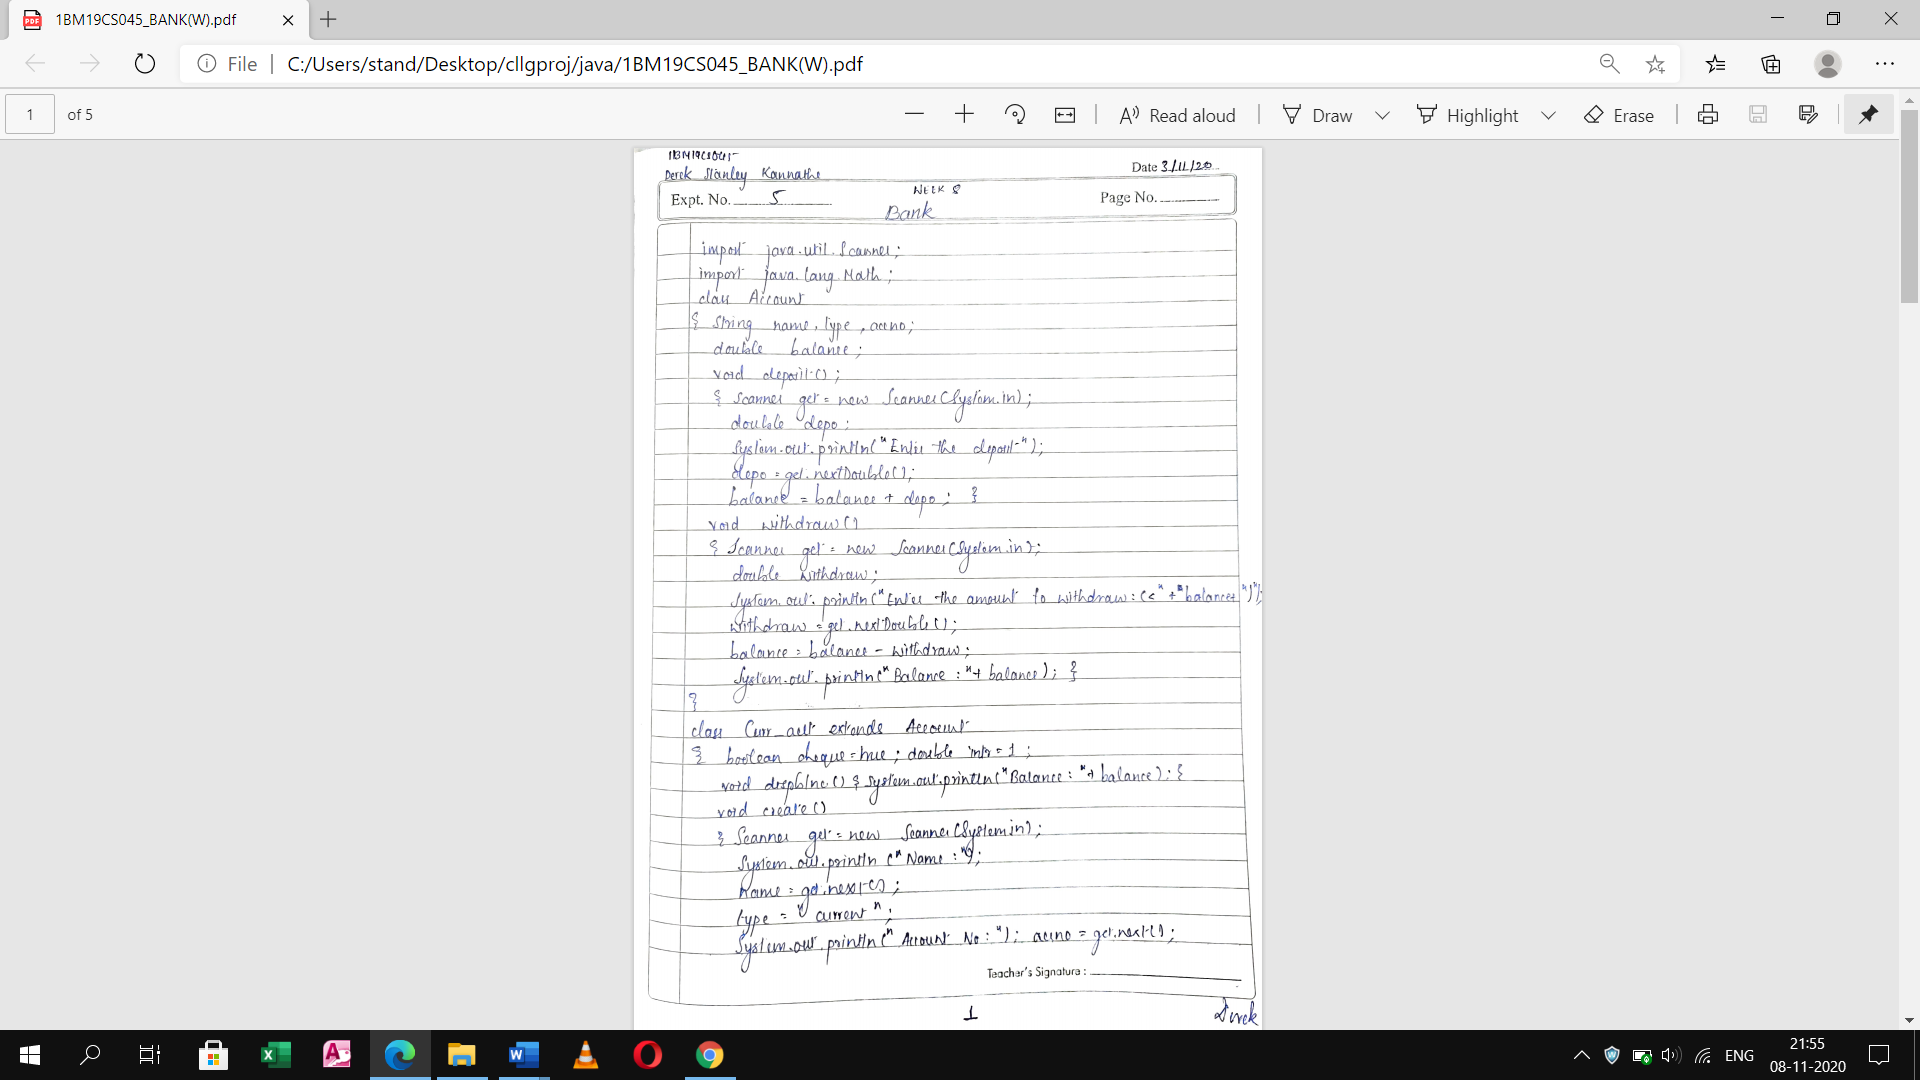 1BM19CS045_BANK(W).pdf
File | C:/Users/stand/Desktop/cllgproj/java/1BM19CS045_BANK(W).pdf
1 of 5
Read aloud
Draw
Highlight
Erase
1BM19CS045
Derek Stanley Kannathe
Date 3/11/20
WEEK 8
Expt. No. 5
Bank
Page No.
import java.util.Scanner;
import java.lang.Math;
class Account
{ String name, type, accno;
double balance;
void deposit();
{ Scanner get = new Scanner(System.in);
double depo;
System.out.println("Enter the deposit");
depo = get.nextDouble();
balance = balance + depo; }
void withdraw()
{ Scanner get = new Scanner(System.in);
double withdraw;
System.out.println("Enter the amount to withdraw:(<"+"balance+")");
withdraw = get.nextDouble();
balance = balance - withdraw;
System.out.println("Balance :"+ balance); }
}
class Curr_acct extends Account
{ boolean cheque = true; double intr = 1;
void () { System.out.println("Balance: "+ balance); {
void create()
{ Scanner get = new Scanner(System.in);
System.out.println("Name :");
name = get.next();
type = "current";
System.out.println("Account No:"); accno = get.next();
Teacher's Signature :
1
Derek
ENG
21:55
08-11-2020